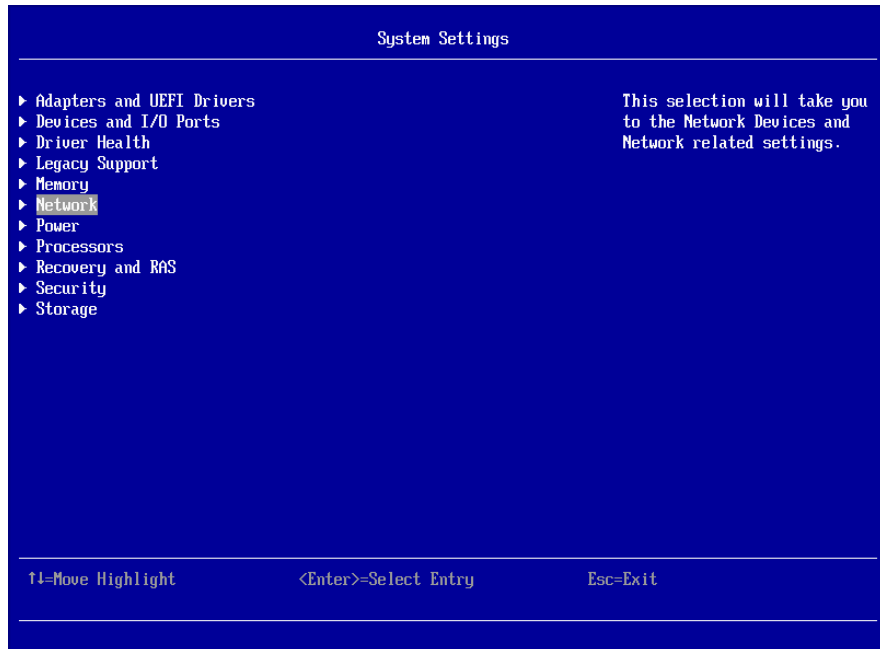 System Settings
▶ Adapters and UEFI Drivers
▶ Devices and I/O Ports
▶ Driver Health
▶ Legacy Support
▶ Memory
▶ Network
▶ Power
▶ Processors
▶ Recovery and RAS
▶ Security
▶ Storage
This selection will take you
to the Network Devices and
Network related settings.
↑↓=Move Highlight <Enter>=Select Entry Esc=Exit